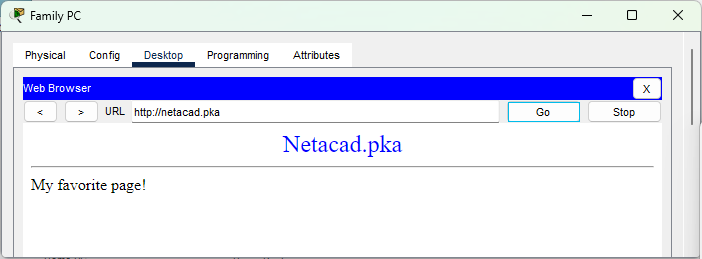 Family PC
Physical Config Desktop Programming Attributes
Web Browser X
< > URL http://netacad.pka Go Stop
Netacad.pka
My favorite page!